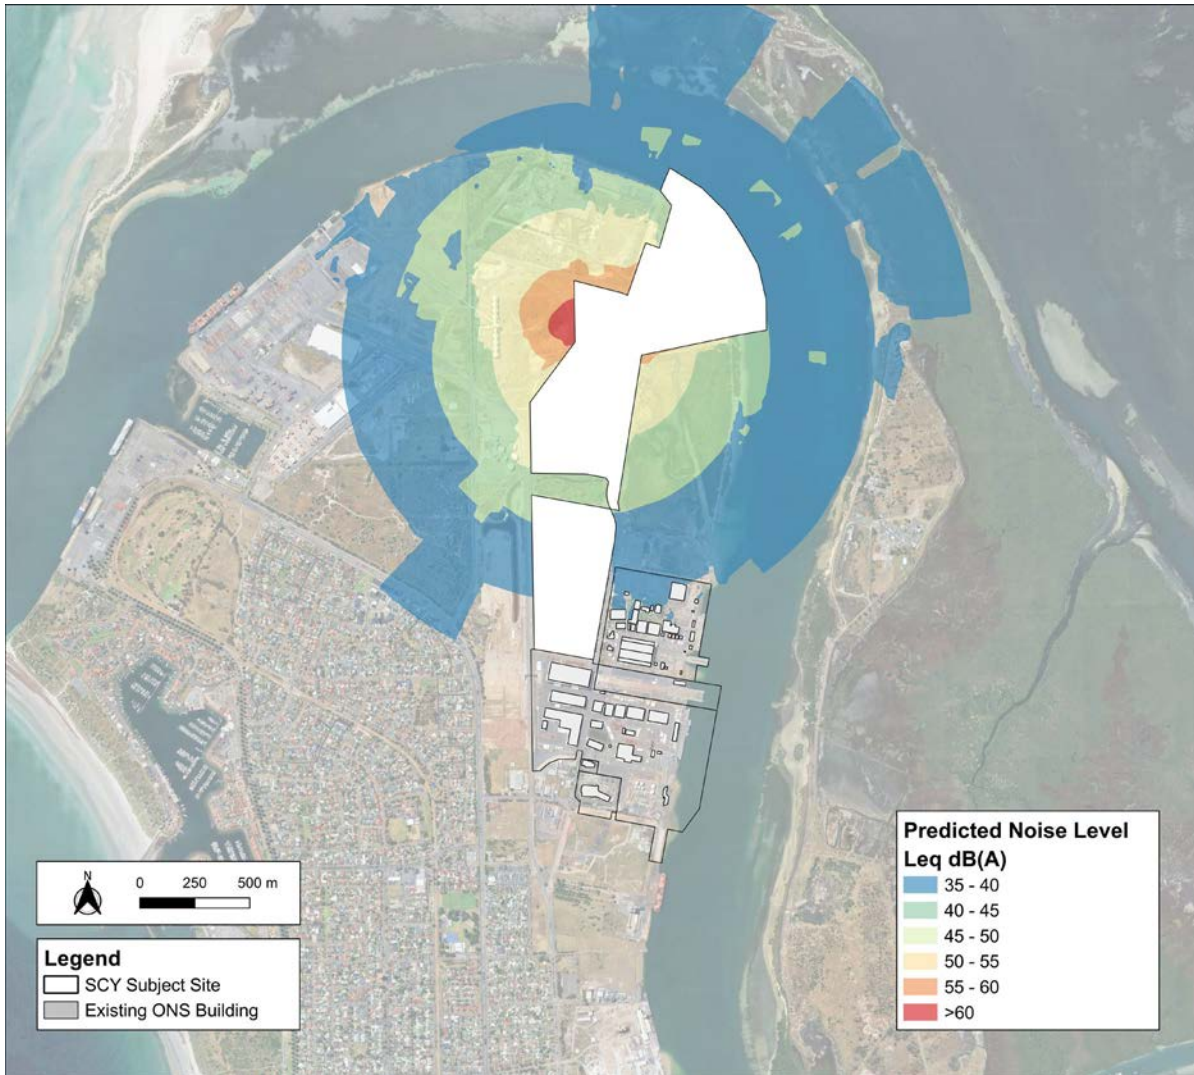 N
0 250 500 m
Legend
SCY Subject Site
Existing ONS Building
Predicted Noise Level
Leq dB(A)
35 - 40
40 - 45
45 - 50
50 - 55
55 - 60
>60